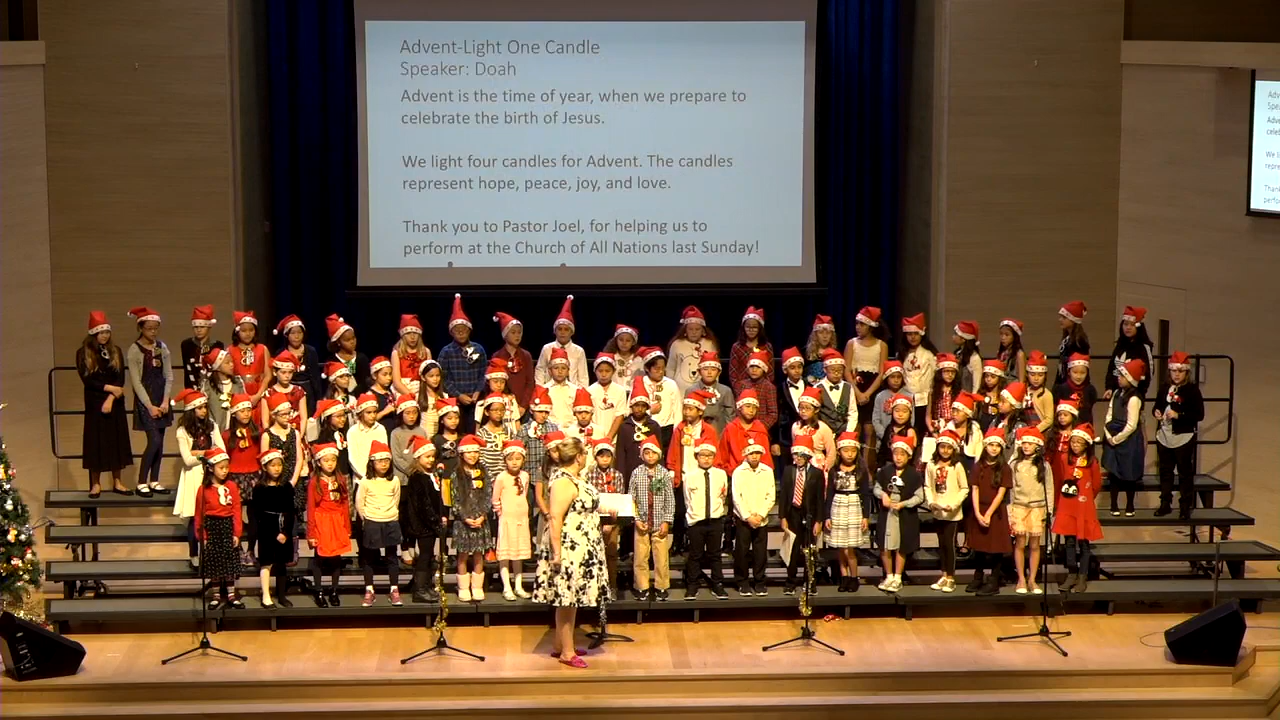 Advent-Light One Candle
Speaker: Doah
Advent is the time of year, when we prepare to
celebrate the birth of Jesus.
We light four candles for Advent. The candles
represent hope, peace, joy, and love.
Thank you to Pastor Joel, for helping us to
perform at the Church of All Nations last Sunday!